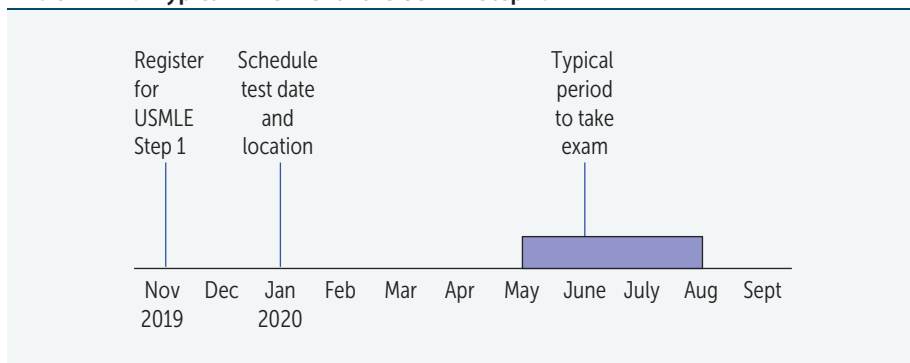 Register
for
USMLE
Step 1
Schedule
test date
and
location
Typical
period
to take
exam
Nov Dec Jan Feb Mar Apr May June July Aug Sept
2019 2020